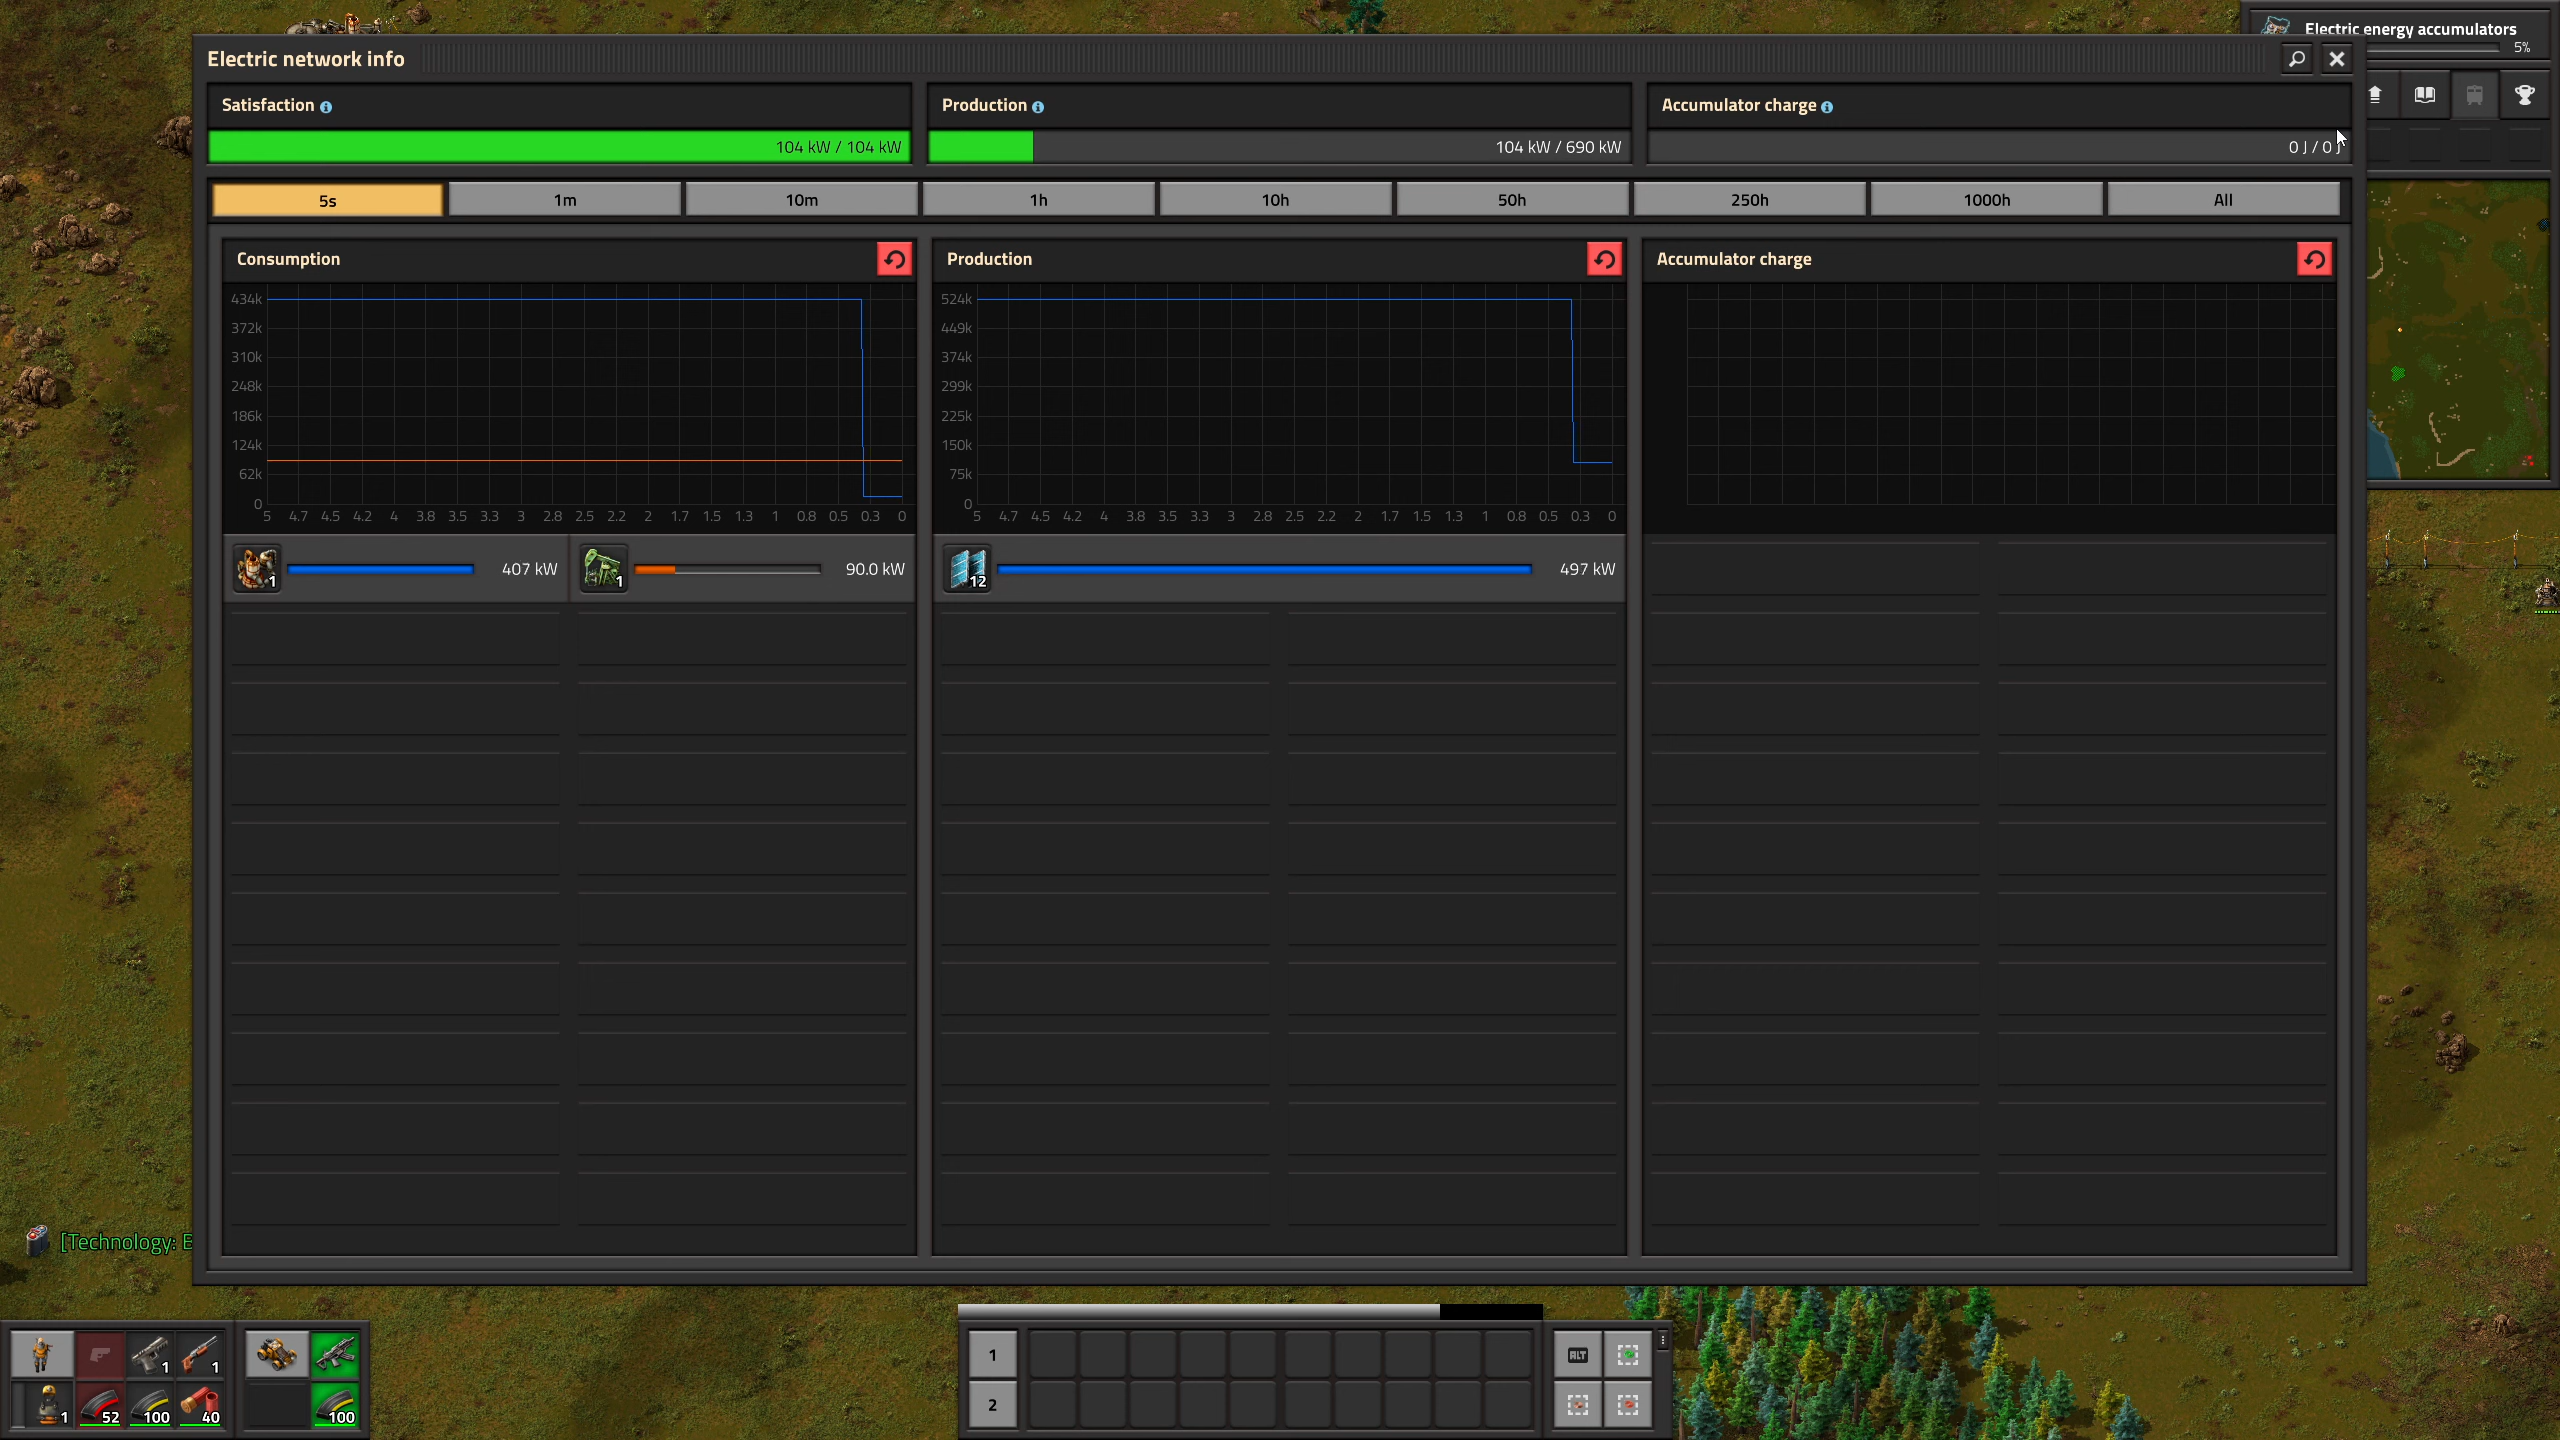 Electric energy accumulators
5%
Electric network info
Satisfaction
104 kW / 104 kW
Production
104 kW / 690 kW
Accumulator charge
0 J / 0 J
5s 1m 10m 1h 10h 50h 250h 1000h All
Consumption
434k
372k
310k
248k
186k
124k
62k
0
5 4.7 4.5 4.2 4 3.8 3.5 3.3 3 2.8 2.5 2.2 2 1.7 1.5 1.3 1 0.8 0.5 0.3 0
1 407 kW
1 90.0 kW
Production
524k
449k
374k
299k
225k
150k
75k
0
5 4.7 4.5 4.2 4 3.8 3.5 3.3 3 2.8 2.5 2.2 2 1.7 1.5 1.3 1 0.8 0.5 0.3 0
12 497 kW
Accumulator charge
[Technology: E
1 1
1 52 100 40
100
1
2
ALT